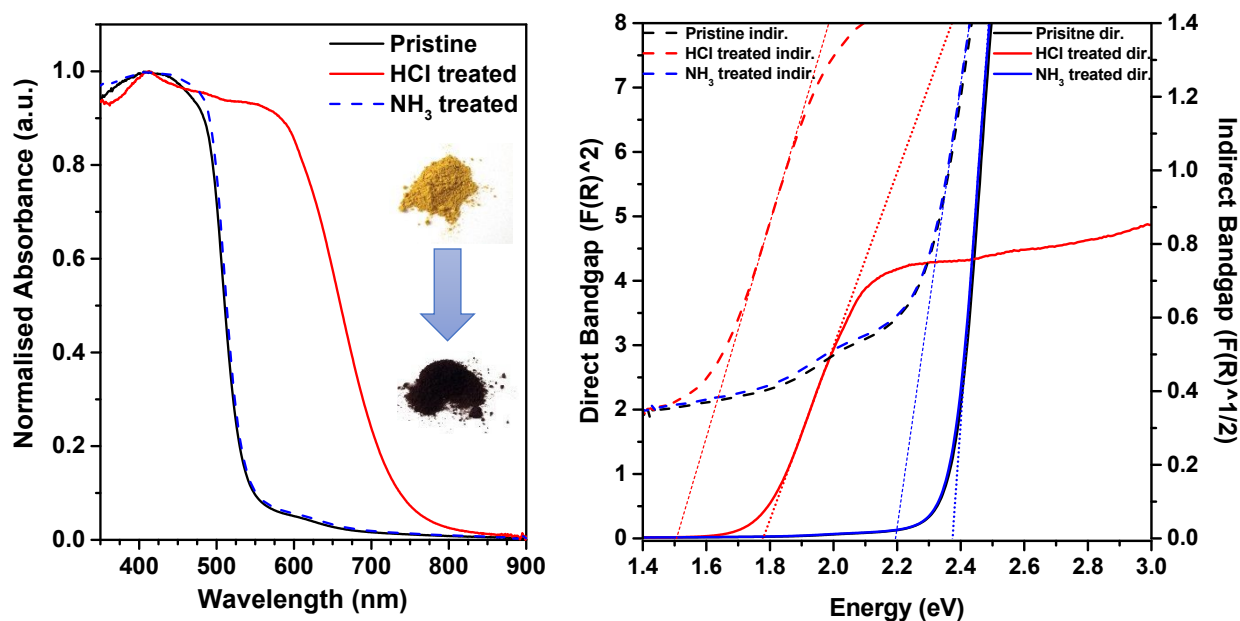 Normalised Absorbance (a.u.)
1.0
0.8
0.6
0.4
0.2
0.0
400 500 600 700 800 900
Wavelength (nm)
Pristine
HCl treated
NH3 treated
Direct Bandgap (F(R)^2)
8
7
6
5
4
3
2
1
0
1.4 1.6 1.8 2.0 2.2 2.4 2.6 2.8 3.0
Energy (eV)
Pristine indir.
HCl treated indir.
NH3 treated indir.
Prisitne dir.
HCl treated dir.
NH3 treated dir.
1.4
1.2
1.0
0.8
0.6
0.4
0.2
0.0
Indirect Bandgap (F(R)^1/2)